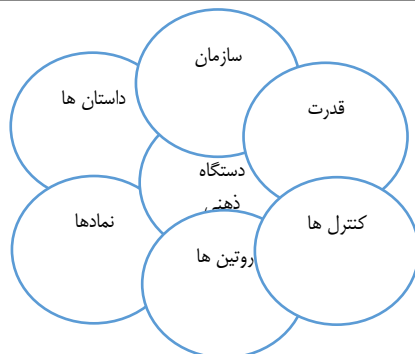 سازمان
قدرت
داستان ها
دستگاه
ذهنی
کنترل ها
نمادها
روتین ها